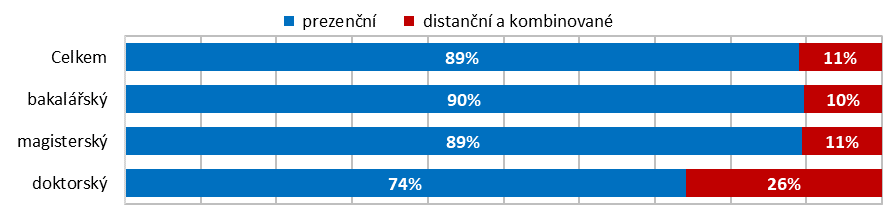 prezenční distanční a kombinované
Celkem 89% 11%
bakalářský 90% 10%
magisterský 89% 11%
doktorský 74% 26%